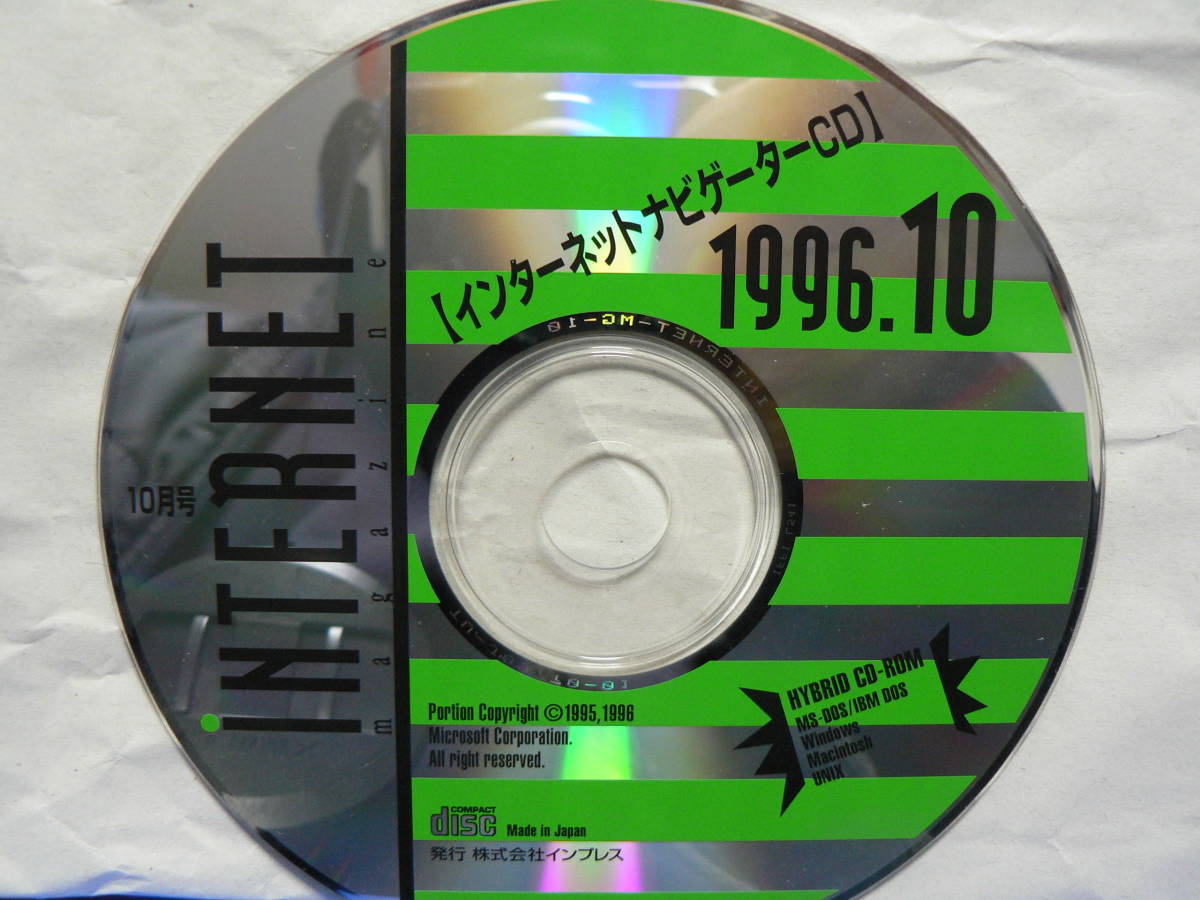 iNTERNET
magazine
10月号
【インターネットナビゲーターCD】
1996.10
INTERNET-MG-10
HYBRID CD-ROM
MS-DOS/IBM DOS
Windows
Macintosh
UNIX
Portion Copyright ©1995,1996
Microsoft Corporation.
All right reserved.
COMPACT
disc
Made in Japan
発行 株式会社インプレス